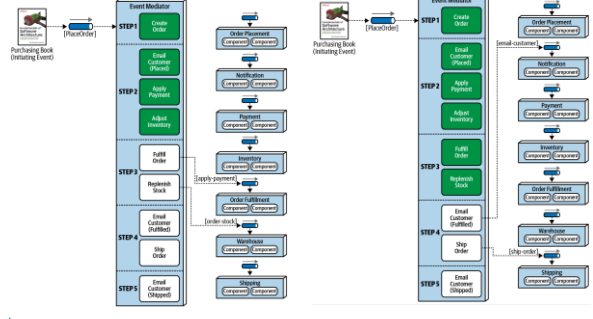 Event Mediator
STEP 1
Create
Order
[PlaceOrder]
Purchasing Book
(Initiating Event)
STEP 2
Email
Customer
(Placed)
Apply
Payment
Adjust
Inventory
STEP 3
Fulfill
Order
Replenish
Stock
[apply-payment]
[order-stock]
STEP 4
Email
Customer
(Fulfilled)
Ship
Order
STEP 5
Email
Customer
(Shipped)
Order Placement
Component Component
Notification
Component Component
Payment
Component Component
Inventory
Component Component
Order Fulfillment
Component Component
Warehouse
Component Component
Shipping
Component Component
Event Mediator
STEP 1
Create
Order
[PlaceOrder]
Purchasing Book
(Initiating Event)
STEP 2
Email
Customer
(Placed)
Apply
Payment
Adjust
Inventory
STEP 3
Fulfill
Order
Replenish
Stock
STEP 4
Email
Customer
(Fulfilled)
Ship
Order
[email-customer]
[ship-order]
STEP 5
Email
Customer
(Shipped)
Order Placement
Component Component
Notification
Component Component
Payment
Component Component
Inventory
Component Component
Order Fulfillment
Component Component
Warehouse
Component Component
Shipping
Component Component
Software
Architecture